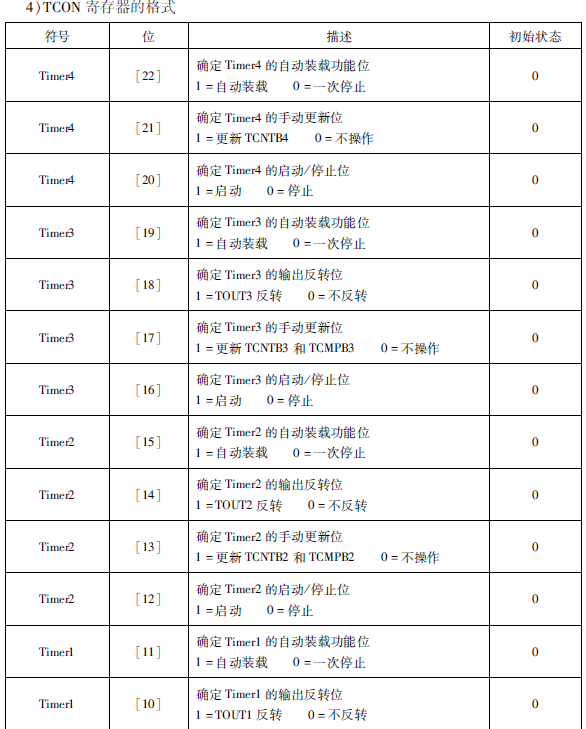 4)TCON 寄存器的格式
符号 位 描述 初始状态
Timer4 [22] 确定 Timer4 的自动装载功能位 0
1 =自动装载 0 =一次停止
Timer4 [21] 确定 Timer4 的手动更新位 0
1 =更新 TCNTB4 0 =不操作
Timer4 [20] 确定 Timer4 的启动/停止位 0
1 =启动 0 =停止
Timer3 [19] 确定 Timer3 的自动装载功能位 0
1 =自动装载 0 =一次停止
Timer3 [18] 确定 Timer3 的输出反转位 0
1 =TOUT3 反转 0 =不反转
Timer3 [17] 确定 Timer3 的手动更新位 0
1 =更新 TCNTB3 和 TCMPB3 0 =不操作
Timer3 [16] 确定 Timer3 的启动/停止位 0
1 =启动 0 =停止
Timer2 [15] 确定 Timer2 的自动装载功能位 0
1 =自动装载 0 =一次停止
Timer2 [14] 确定 Timer2 的输出反转位 0
1 =TOUT2 反转 0 =不反转
Timer2 [13] 确定 Timer2 的手动更新位 0
1 =更新 TCNTB2 和 TCMPB2 0 =不操作
Timer2 [12] 确定 Timer2 的启动/停止位 0
1 =启动 0 =停止
Timer1 [11] 确定 Timer1 的自动装载功能位 0
1 =自动装载 0 =一次停止
Timer1 [10] 确定 Timer1 的输出反转位 0
1 =TOUT1 反转 0 =不反转